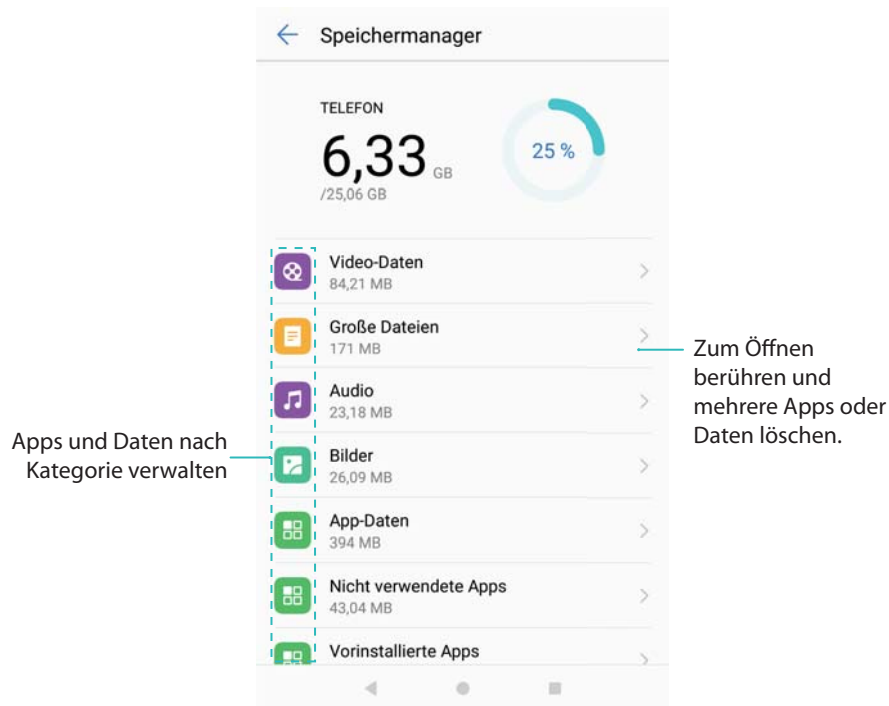 Speichermanager
TELEFON
6,33 GB
/25,06 GB
25 %
Video-Daten
84,21 MB
Große Dateien
171 MB
Audio
23,18 MB
Bilder
26,09 MB
App-Daten
394 MB
Nicht verwendete Apps
43,04 MB
Vorinstallierte Apps
Apps und Daten nach
Kategorie verwalten
Zum Öffnen
berühren und
mehrere Apps oder
Daten löschen.